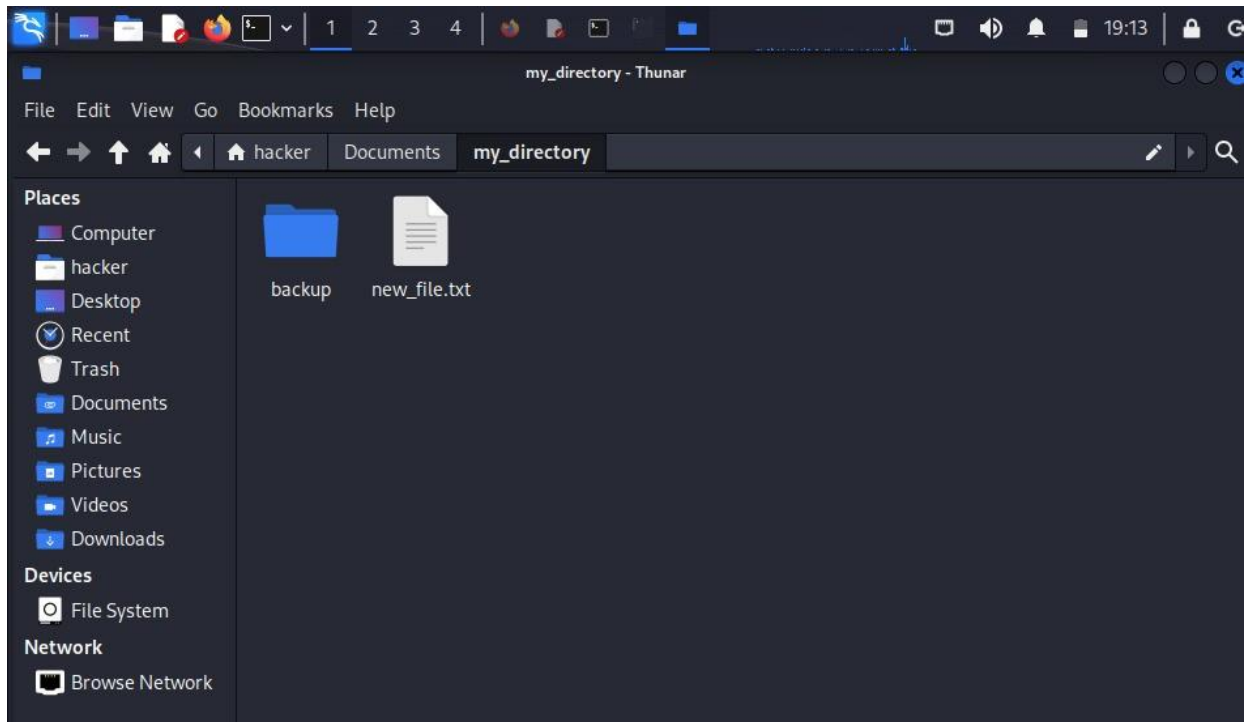 1 2 3 4 19:13
my_directory - Thunar
File Edit View Go Bookmarks Help
hacker Documents my_directory
Places
Computer
hacker
Desktop
Recent
Trash
Documents
Music
Pictures
Videos
Downloads
Devices
File System
Network
Browse Network
backup new_file.txt